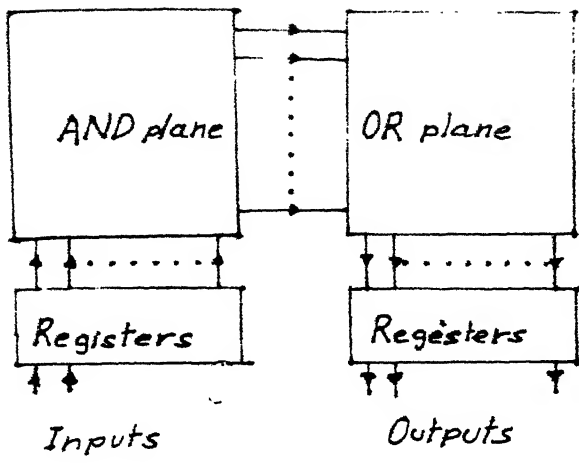 AND plane
OR plane
Registers
Regesters
Inputs
Outputs